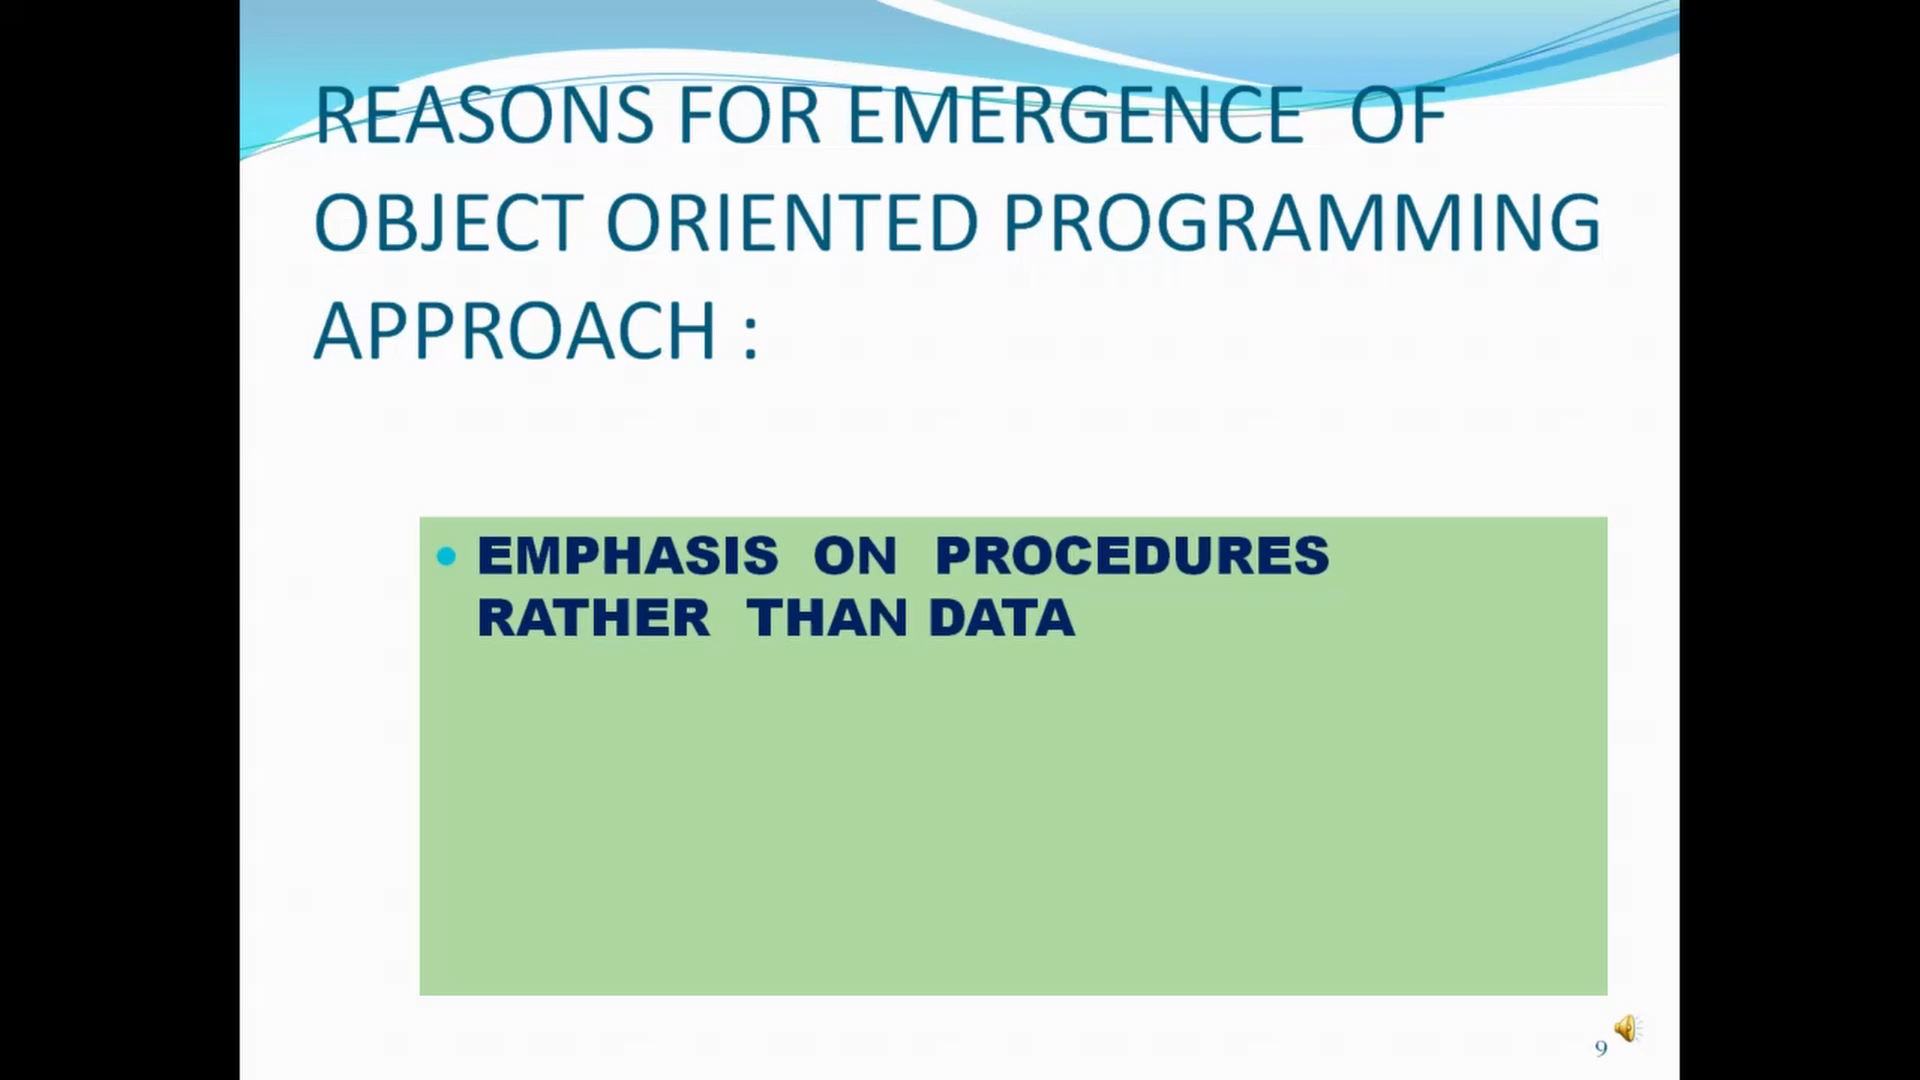 REASONS FOR EMERGENCE OF
OBJECT ORIENTED PROGRAMMING
APPROACH :
• EMPHASIS ON PROCEDURES
RATHER THAN DATA
9